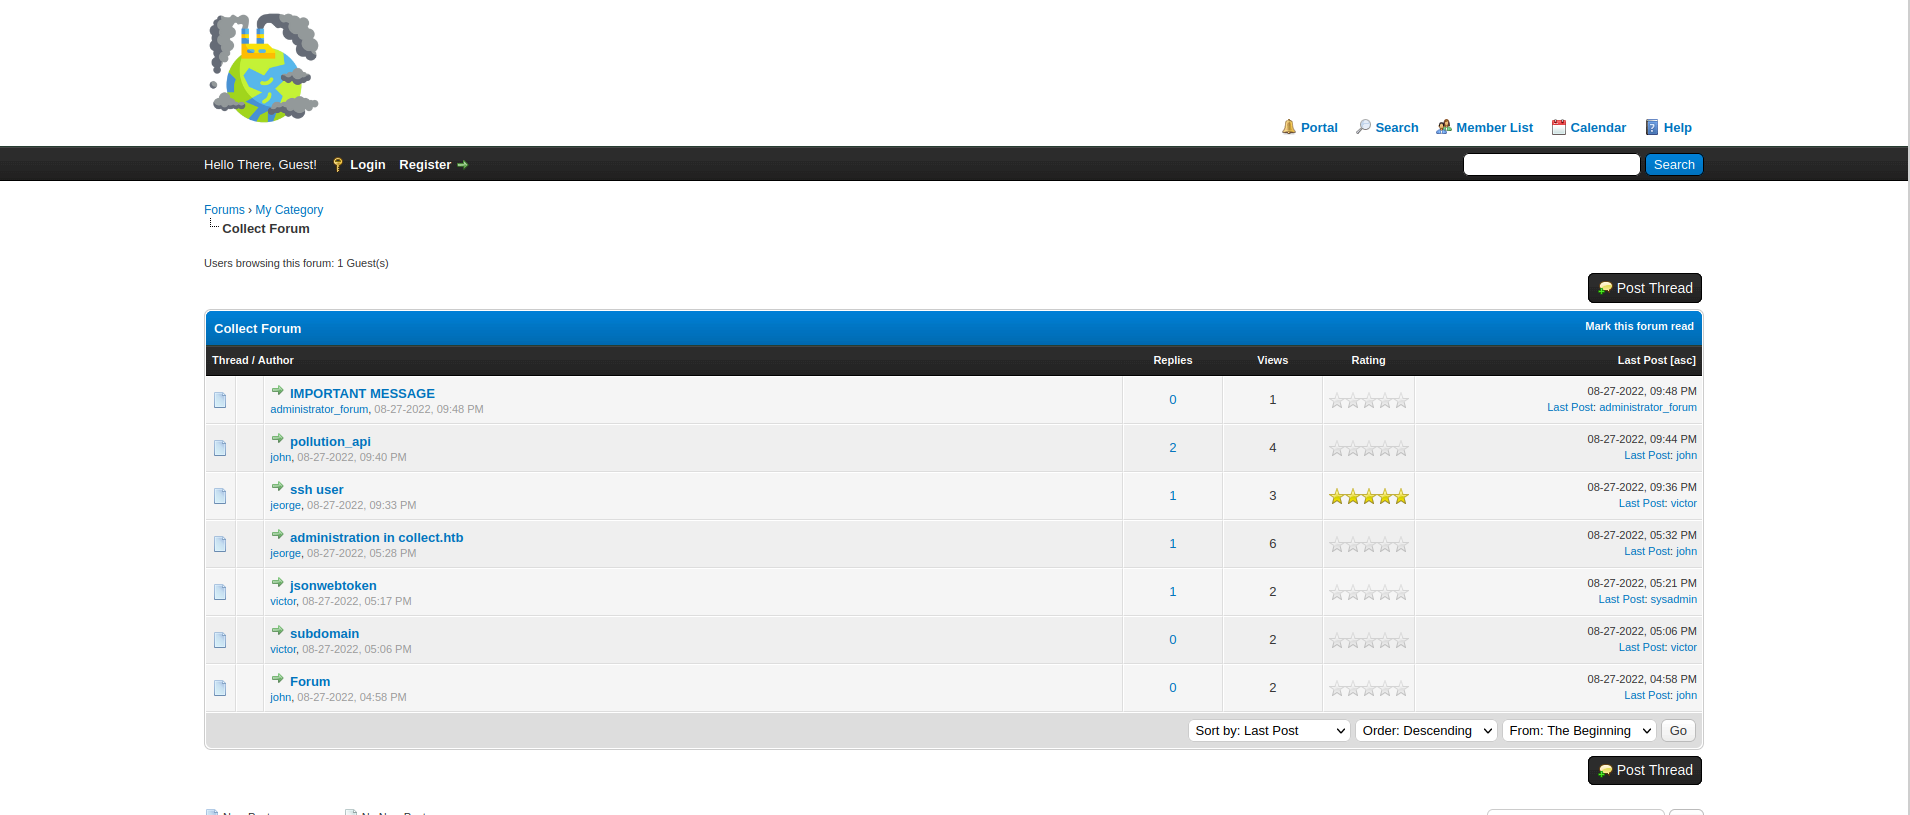 Portal Search Member List Calendar Help
Hello There, Guest! Login Register Search
Forums › My Category
Collect Forum
Users browsing this forum: 1 Guest(s)
Post Thread
Collect Forum Mark this forum read
Thread / Author Replies Views Rating Last Post [asc]
IMPORTANT MESSAGE
administrator_forum, 08-27-2022, 09:48 PM
0 1
08-27-2022, 09:48 PM
Last Post: administrator_forum
pollution_api
john, 08-27-2022, 09:40 PM
2 4
08-27-2022, 09:44 PM
Last Post: john
ssh user
jeorge, 08-27-2022, 09:33 PM
1 3
08-27-2022, 09:36 PM
Last Post: victor
administration in collect.htb
jeorge, 08-27-2022, 05:28 PM
1 6
08-27-2022, 05:32 PM
Last Post: john
jsonwebtoken
victor, 08-27-2022, 05:17 PM
1 2
08-27-2022, 05:21 PM
Last Post: sysadmin
subdomain
victor, 08-27-2022, 05:06 PM
0 2
08-27-2022, 05:06 PM
Last Post: victor
Forum
john, 08-27-2022, 04:58 PM
0 2
08-27-2022, 04:58 PM
Last Post: john
Sort by: Last Post Order: Descending From: The Beginning Go
Post Thread